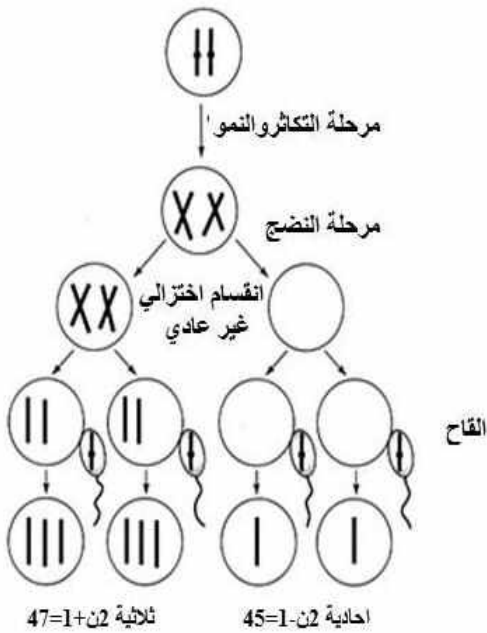 مرحلة التكاثروالنمو'
مرحلة النضج
انقسام اختزالي
غير عادي
القاح
ثلاثية 2ن+1=47
احادية 2ن-1=45